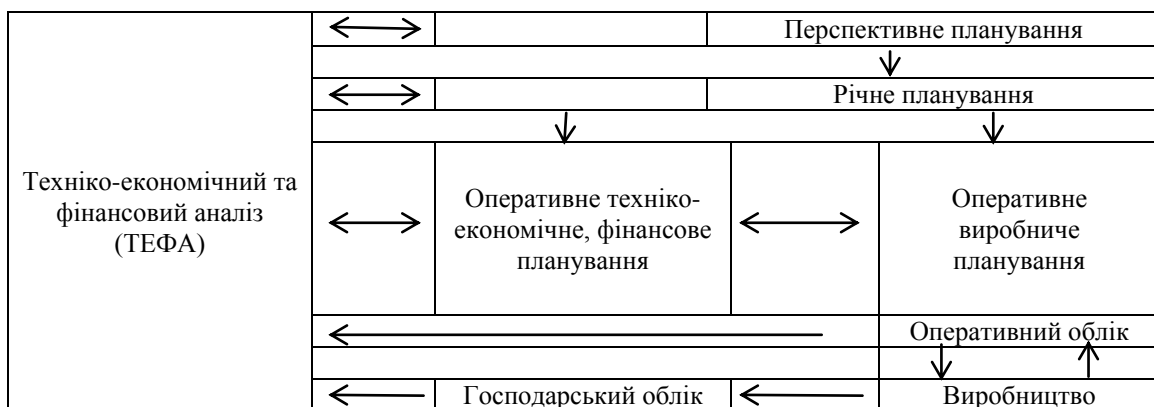 Перспективне планування
Річне планування
Техніко-економічний та
фінансовий аналіз
(ТЕФА)
Оперативне техніко-
економічне, фінансове
планування
Оперативне
виробниче
планування
Оперативний облік
Господарський облік
Виробництво